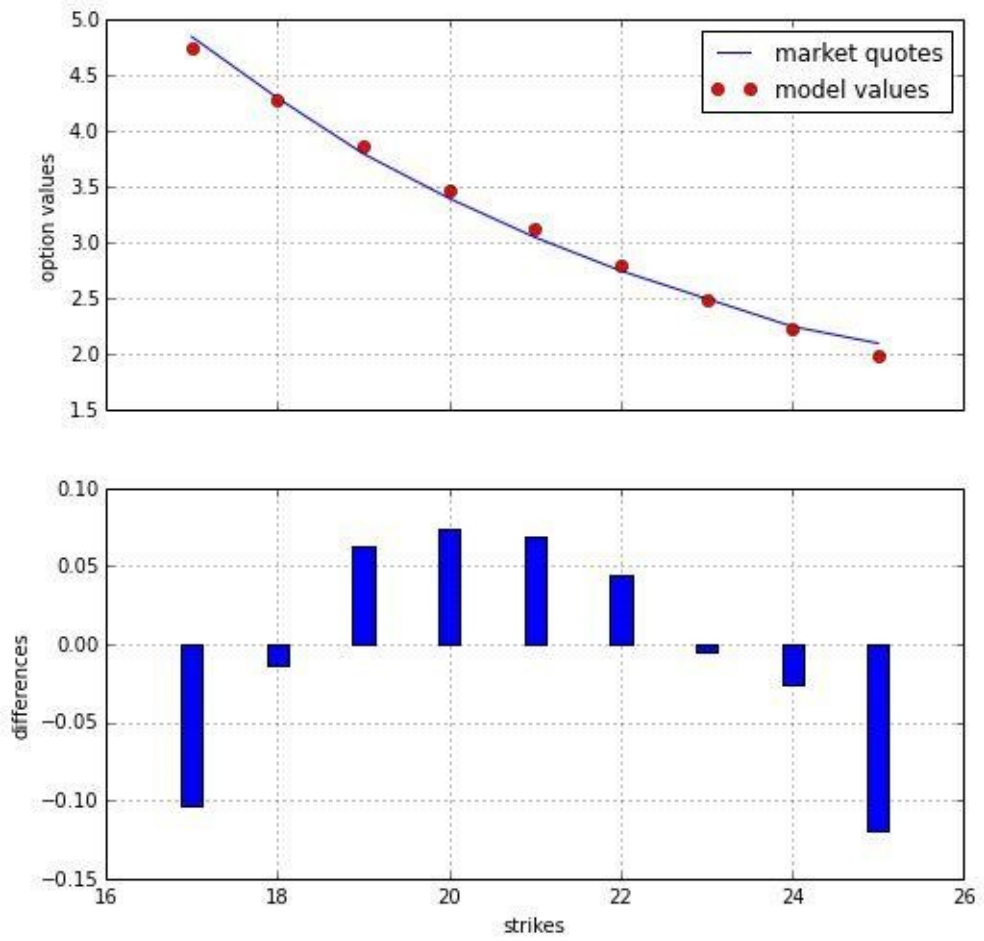 5.0
4.5
4.0
3.5
3.0
2.5
2.0
1.5
option values
market quotes
model values
0.10
0.05
0.00
−0.05
−0.10
−0.15
differences
16 18 20 22 24 26
strikes